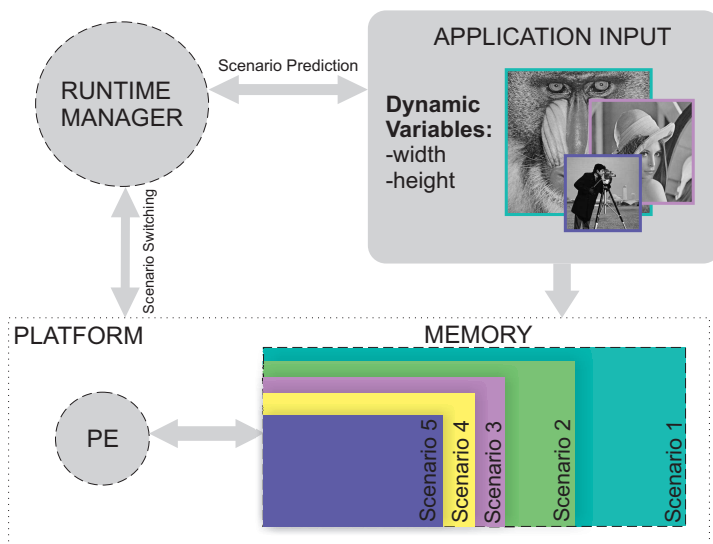 Scenario Prediction
RUNTIME
MANAGER
APPLICATION INPUT
Dynamic
Variables:
-width
-height
Scenario Switching
PLATFORM
MEMORY
PE
Scenario 5
Scenario 4
Scenario 3
Scenario 2
Scenario 1